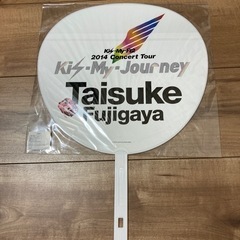 Kis-My-Ft2
2014 Concert Tour
Kis-My-Journey
Taisuke
Fujigaya